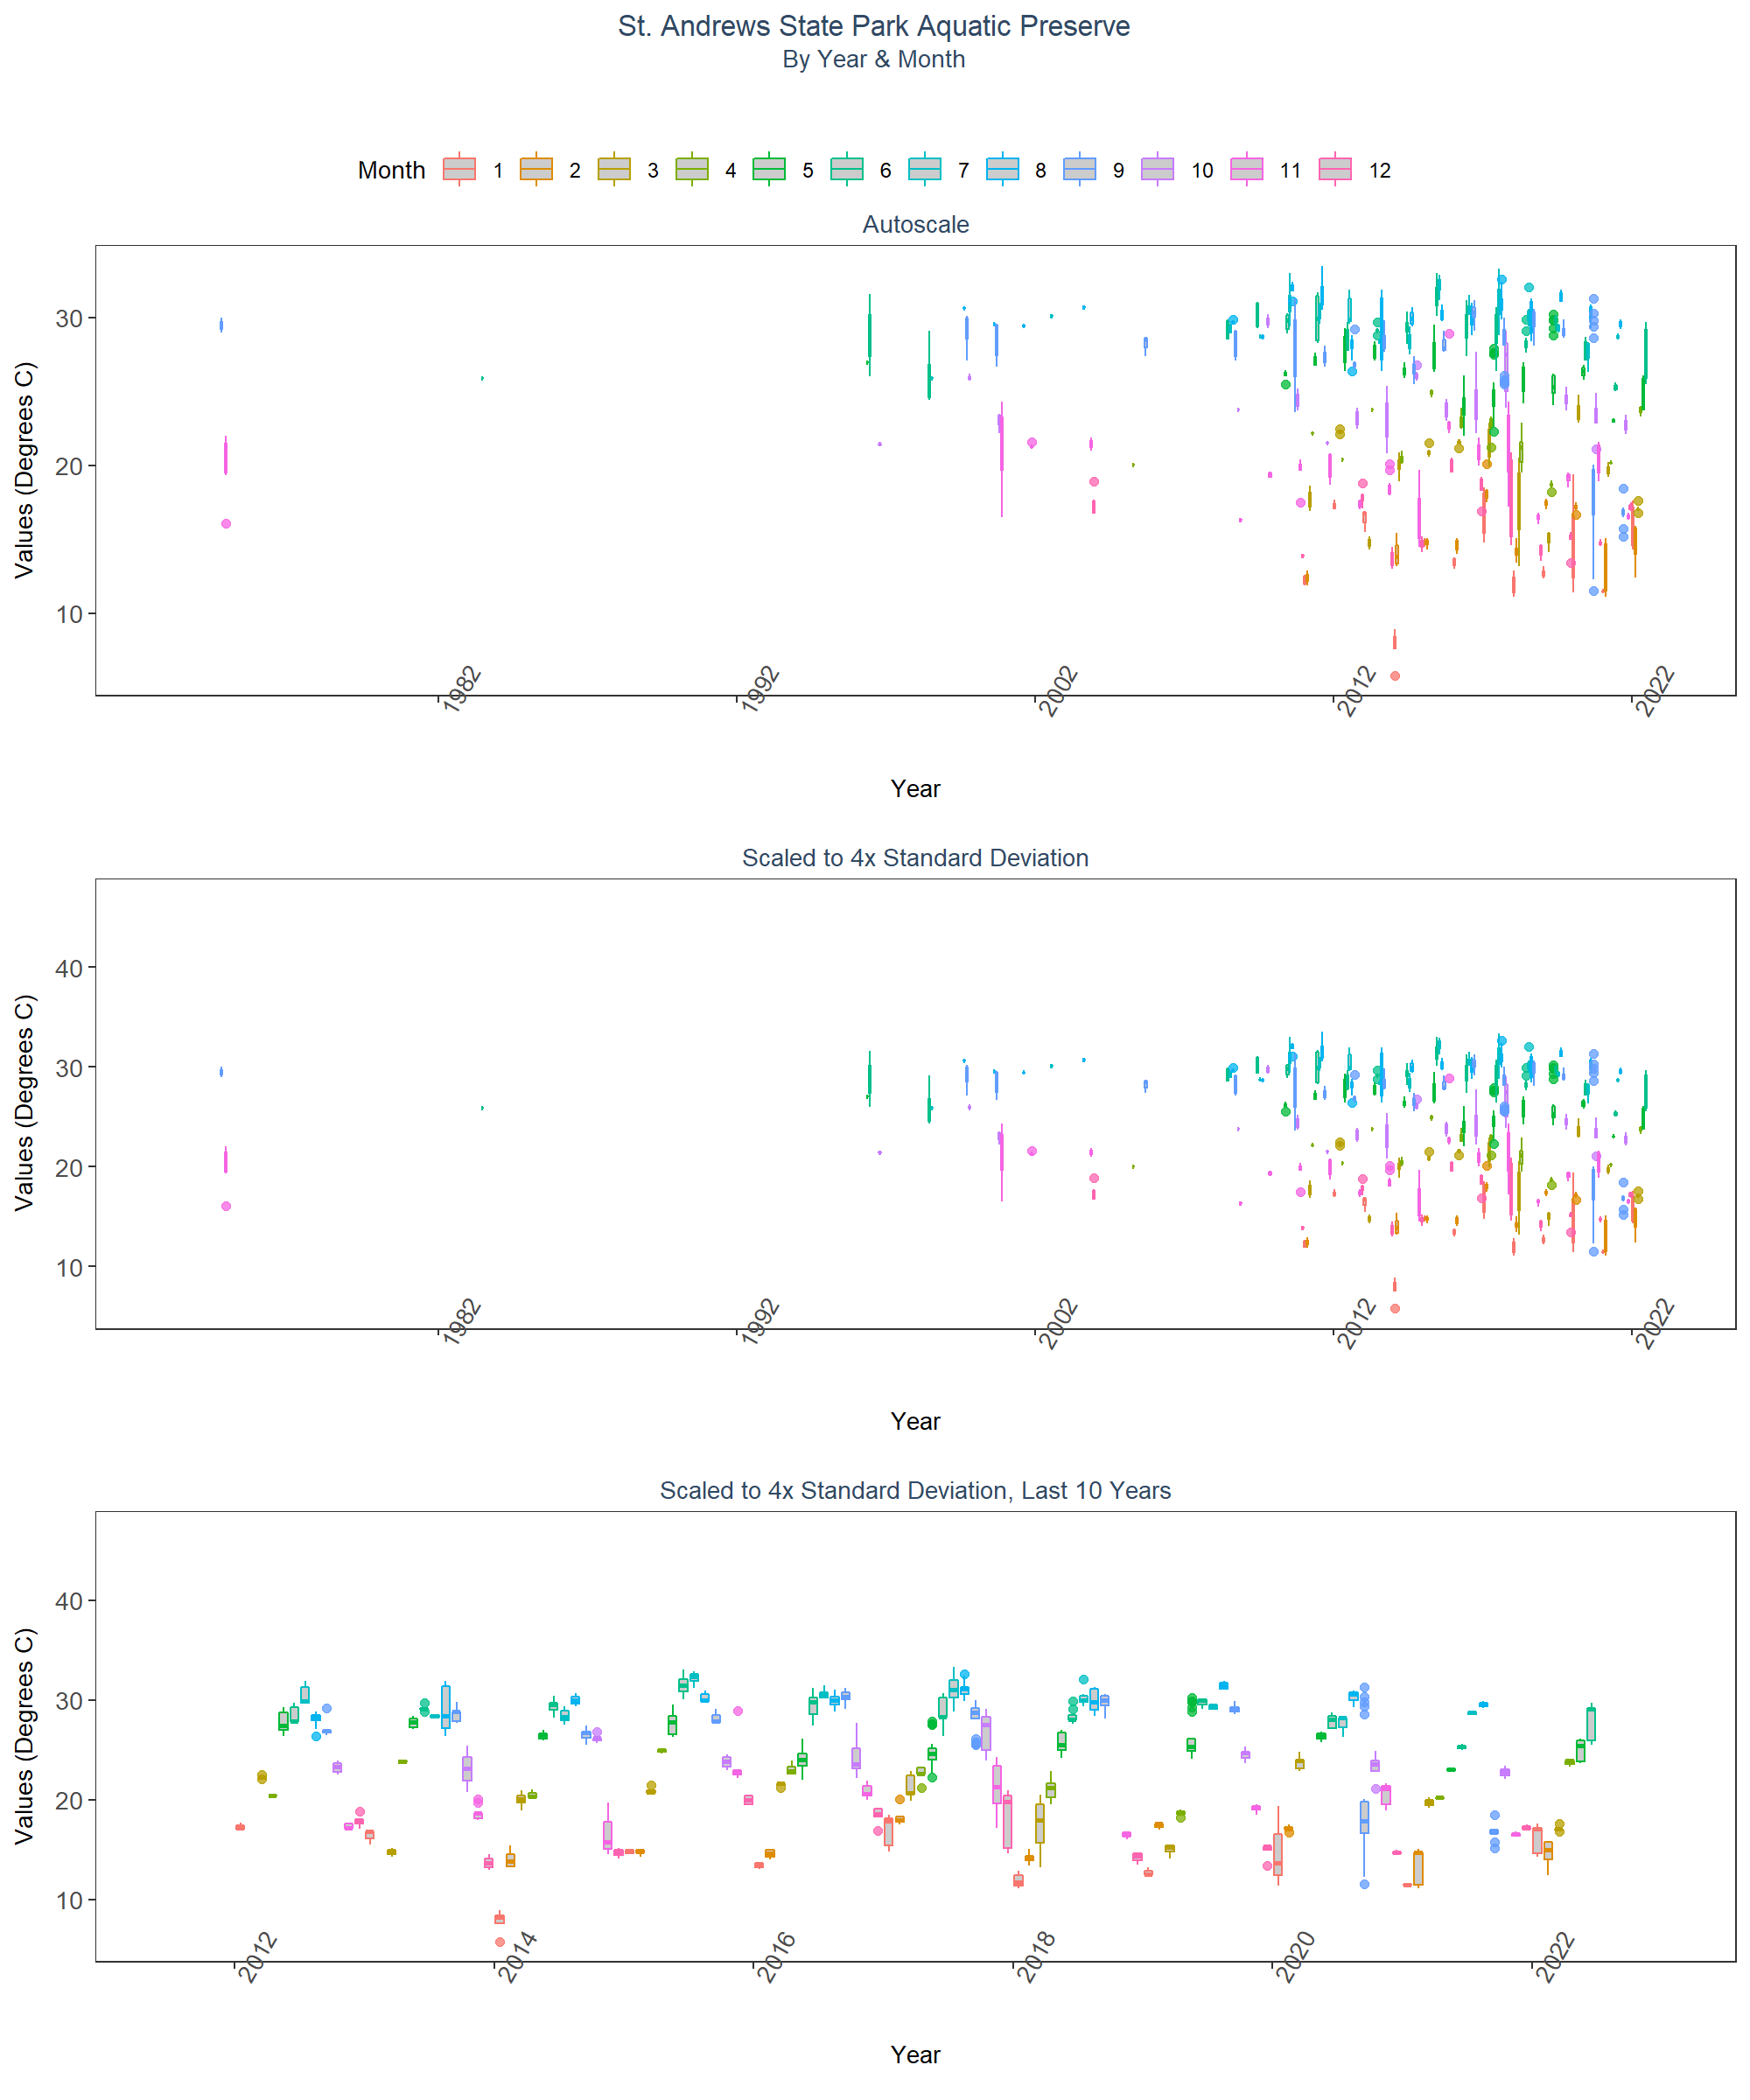 St. Andrews State Park Aquatic Preserve
By Year & Month
Month 1 2 3 4 5 6 7 8 9 10 11 12
Autoscale
Values (Degrees C)
30
20
10
1982 1992 2002 2012 2022
Year
Scaled to 4x Standard Deviation
Values (Degrees C)
40
30
20
10
1982 1992 2002 2012 2022
Year
Scaled to 4x Standard Deviation, Last 10 Years
Values (Degrees C)
40
30
20
10
2012 2014 2016 2018 2020 2022
Year